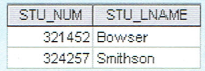 STU_NUM STU_LNAME
321452 Bowser
324257 Smithson